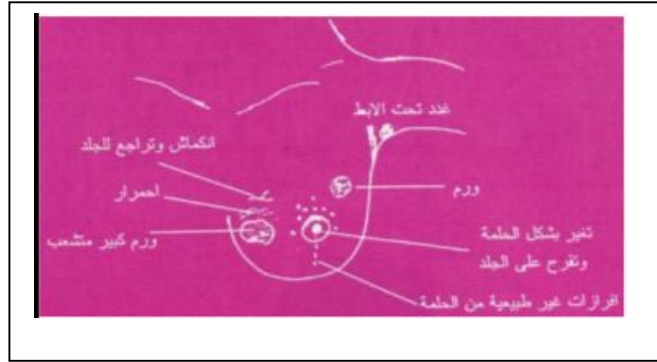 غدد تحت الابط
انكماش وتراجع للجلد
احمرار
ورم
ورم كبير متشعب
تغير بشكل الحلمة
وتقرح على الجلد
افرازات غير طبيعية من الحلمة